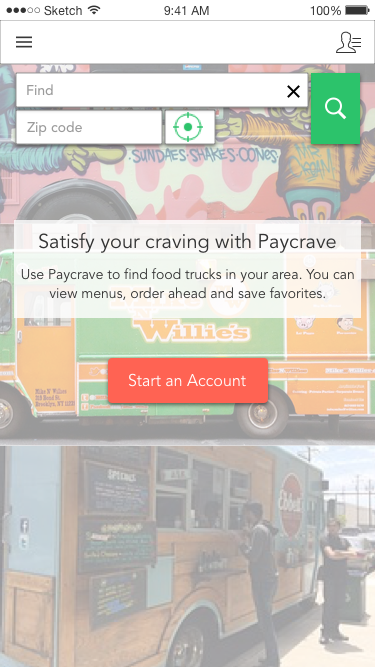 Sketch
9:41 AM
100%
Find
Zip code
SUNDAES·SHAKES·CONES
Satisfy your craving with Paycrave
Use Paycrave to find food trucks in your area. You can
view menus, order ahead and save favorites.
Willie's
Start an Account
SPECIALS